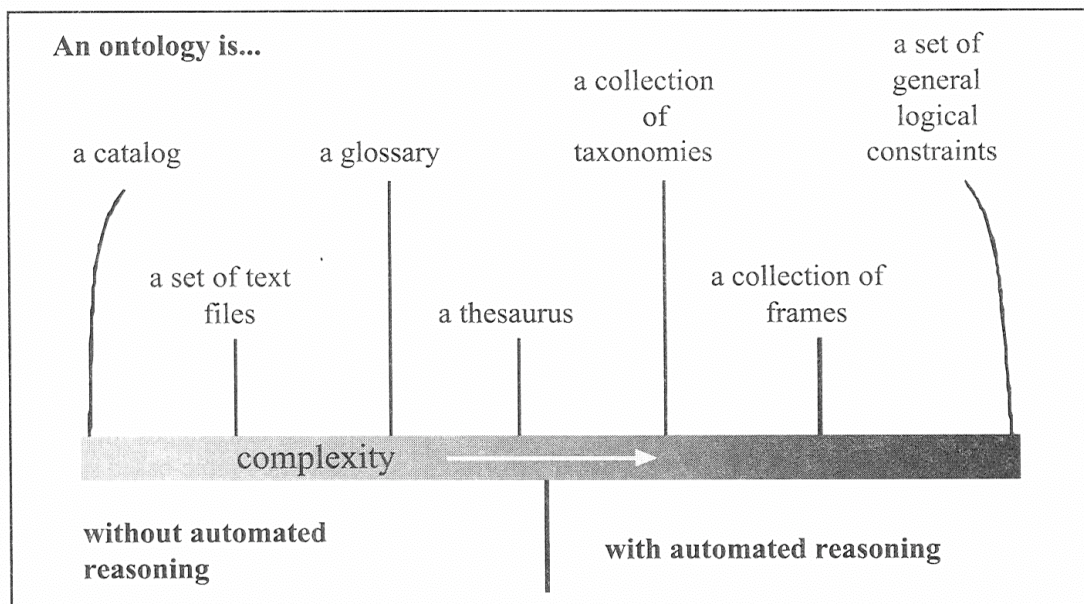 An ontology is...
a catalog
a glossary
a collection
of
taxonomies
a set of
general
logical
constraints
a set of text
files
a thesaurus
a collection of
frames
complexity
without automated
reasoning
with automated reasoning